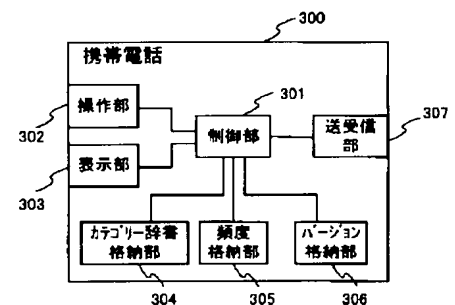 300
携帯電話
301
操作部
302
制御部
送受信
部
307
表示部
303
ｶﾃｺﾞﾘｰ辞書
格納部
頻度
格納部
ﾊﾞｰｼﾞｮﾝ
格納部
304
305
306